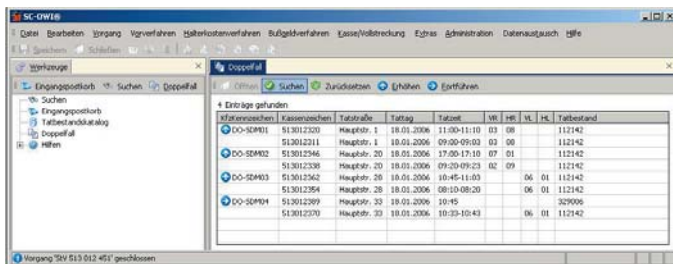 SC-OWI®
Datei Bearbeiten Vorgang Vorverfahren Halterkostenverfahren Bußgeldverfahren Kasse/Vollstreckung Extras Administration Datenaustausch Hilfe
Speichern Schließen
Werkzeuge
Eingangspostkorb Suchen Doppelfall
Suchen
Eingangspostkorb
Tatbestandskatalog
Doppelfall
Hilfen
Doppelfall
Öffnen Suchen Zurücksetzen Erhöhen Fortführen
4 Einträge gefunden
KfzKennzeichen Kassenzeichen Tatstraße Tattag Tatzeit VR HR VL HL Tatbestand
DO-SDM01 513012320 Hauptstr. 1 18.01.2006 11:00-11:10 03 08 112142
513012311 Hauptstr. 1 18.01.2006 09:00-09:03 03 08 112142
DO-SDM02 513012346 Hauptstr. 20 18.01.2006 17:00-17:10 07 01 112142
513012338 Hauptstr. 20 18.01.2006 09:20-09:23 02 09 112142
DO-SDM03 513012362 Hauptstr. 28 18.01.2006 10:45-11:03 06 01 112142
513012354 Hauptstr. 28 18.01.2006 08:10-08:20 06 01 112142
DO-SDM04 513012389 Hauptstr. 33 18.01.2006 10:45 329006
513012370 Hauptstr. 33 18.01.2006 10:33-10:43 06 01 112142
Vorgang 'StV 513 012 451' geschlossen